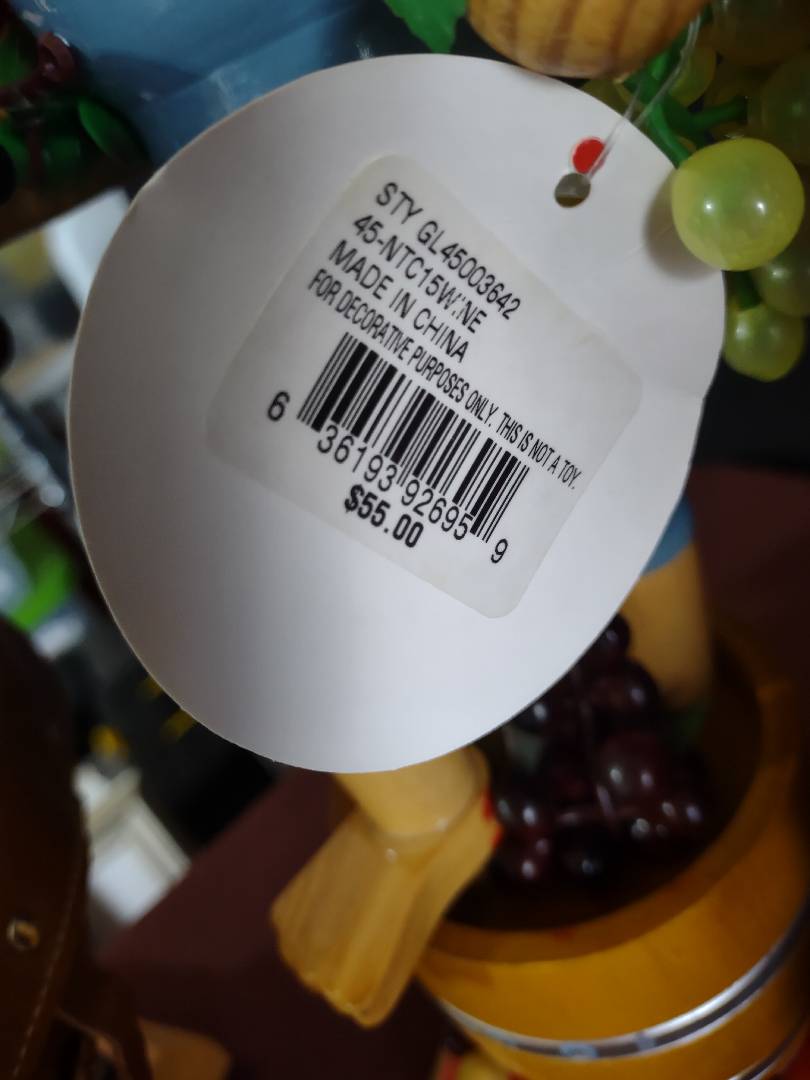 STY GL45003642
45-NTC15WINE
MADE IN CHINA
FOR DECORATIVE PURPOSES ONLY. THIS IS NOT A TOY.
6 36193 92695 9
$55.00